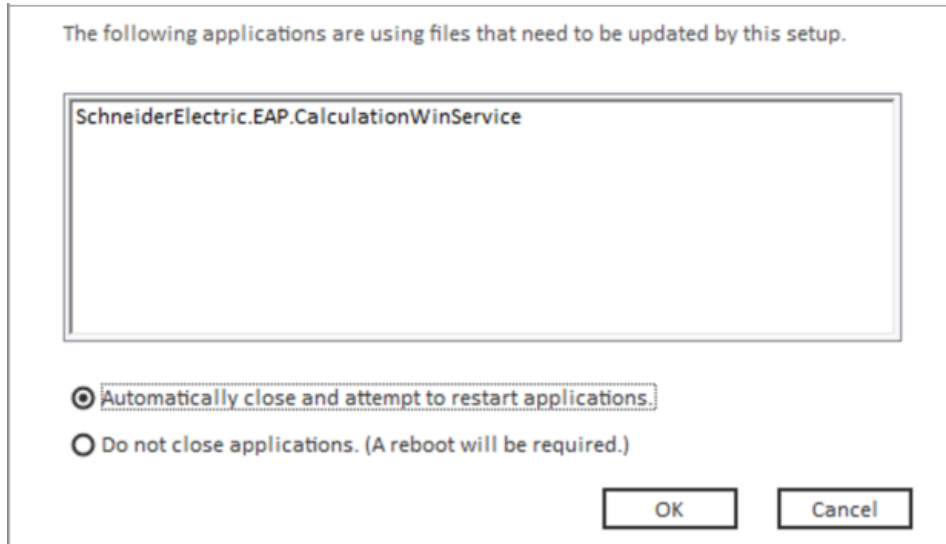 The following applications are using files that need to be updated by this setup.
SchneiderElectric.EAP.CalculationWinService
Automatically close and attempt to restart applications.
Do not close applications. (A reboot will be required.)
OK
Cancel